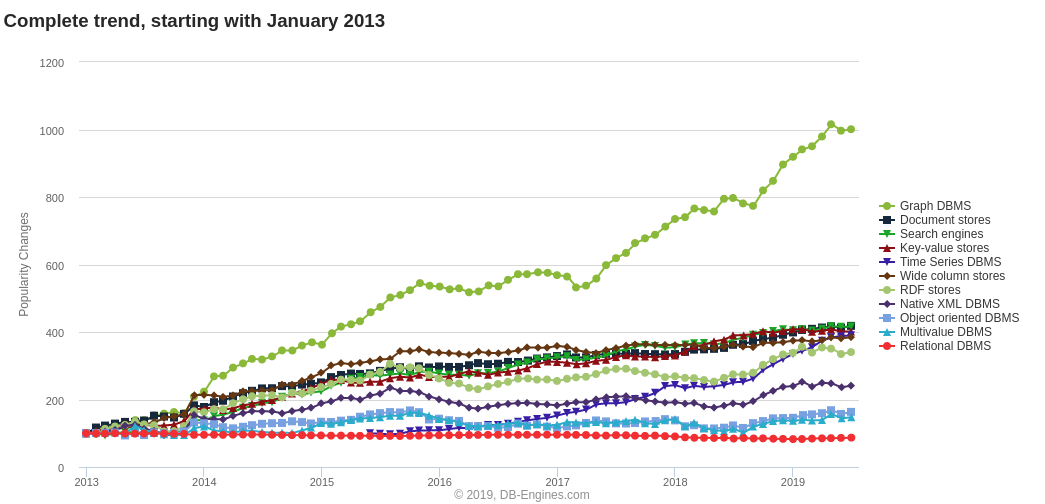 Complete trend, starting with January 2013
1200
1000
800
600
400
200
0
Popularity Changes
2013 2014 2015 2016 2017 2018 2019
© 2019, DB-Engines.com
Graph DBMS
Document stores
Search engines
Key-value stores
Time Series DBMS
Wide column stores
RDF stores
Native XML DBMS
Object oriented DBMS
Multivalue DBMS
Relational DBMS